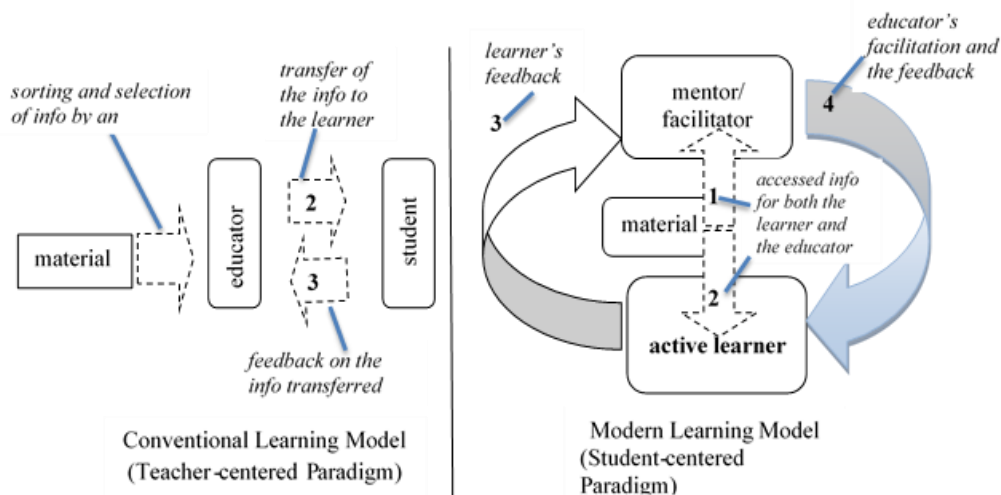 sorting and selection
of info by an
transfer of
the info to
the learner
material
educator
2
3
student
feedback on the
info transferred
Conventional Learning Model
(Teacher-centered Paradigm)
learner's
feedback
3
mentor/
facilitator
educator's
facilitation and
the feedback
4
1
accessed info
for both the
learner and
the educator
material
2
active learner
Modern Learning Model
(Student-centered
Paradigm)